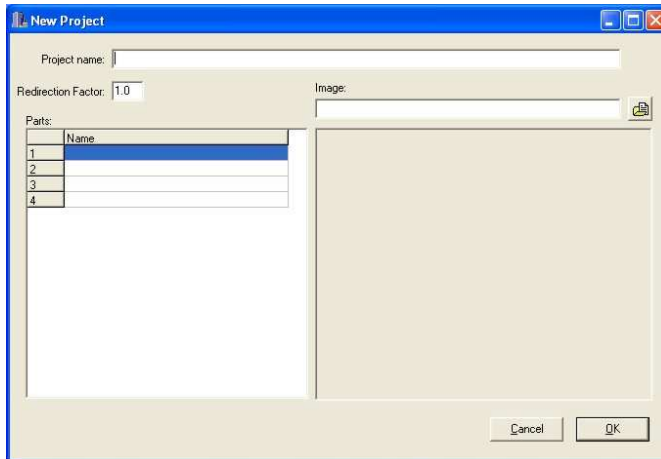 New Project
Project name:
Redirection Factor: 1.0
Image:
Parts:
Name
1
2
3
4
Cancel
OK